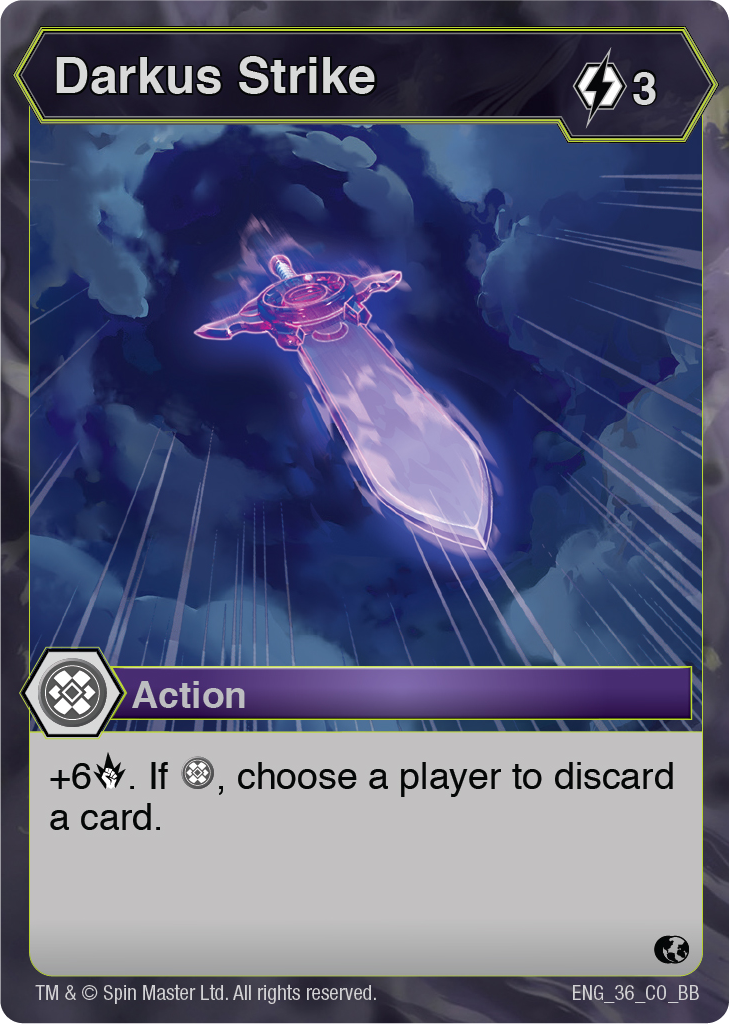 Darkus Strike
3
Action
+6. If , choose a player to discard
a card.
TM & © Spin Master Ltd. All rights reserved.
ENG_36_CO_BB